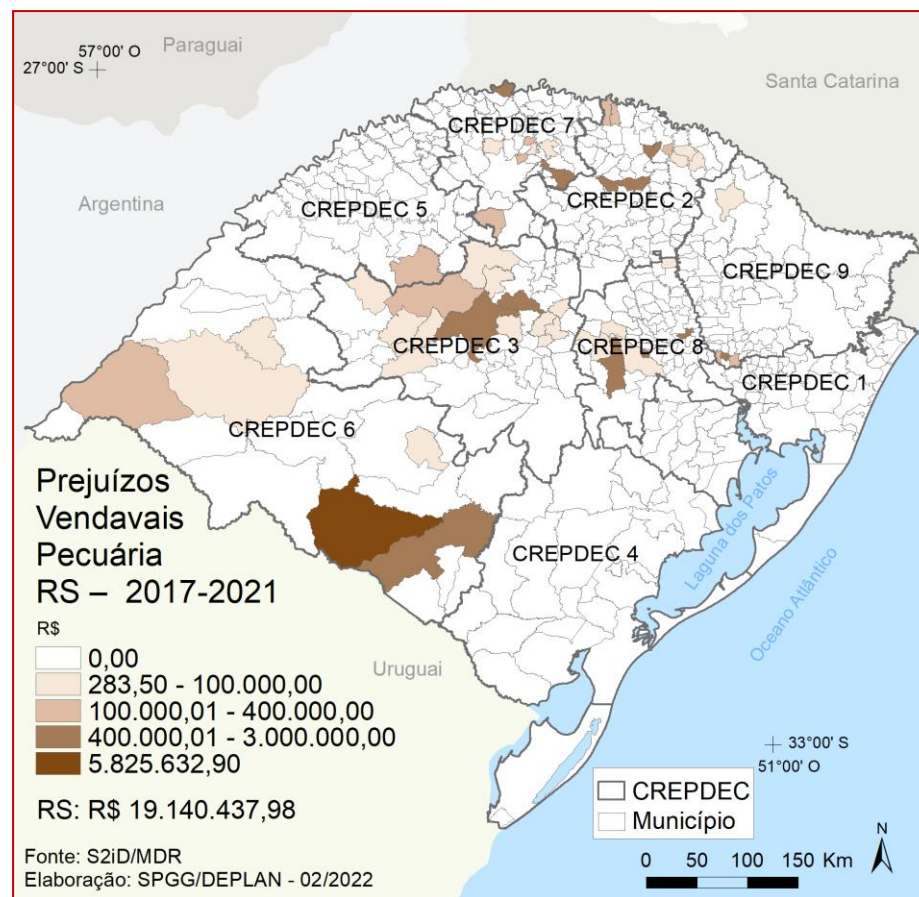 Paraguai
57°00' O
27°00' S
Santa Catarina
CREPDEC 7
Argentina
CREPDEC 5
CREPDEC 2
CREPDEC 9
CREPDEC 3
CREPDEC 8
CREPDEC 1
CREPDEC 6
Prejuízos
Vendavais
Pecuária
RS – 2017-2021
CREPDEC 4
Laguna dos Patos
Oceano Atlântico
R$
0,00
283,50 - 100.000,00
100.000,01 - 400.000,00
400.000,01 - 3.000.000,00
5.825.632,90
Uruguai
33°00' S
51°00' O
RS: R$ 19.140.437,98
CREPDEC
Município
N
0 50 100 150 Km
Fonte: S2iD/MDR
Elaboração: SPGG/DEPLAN - 02/2022